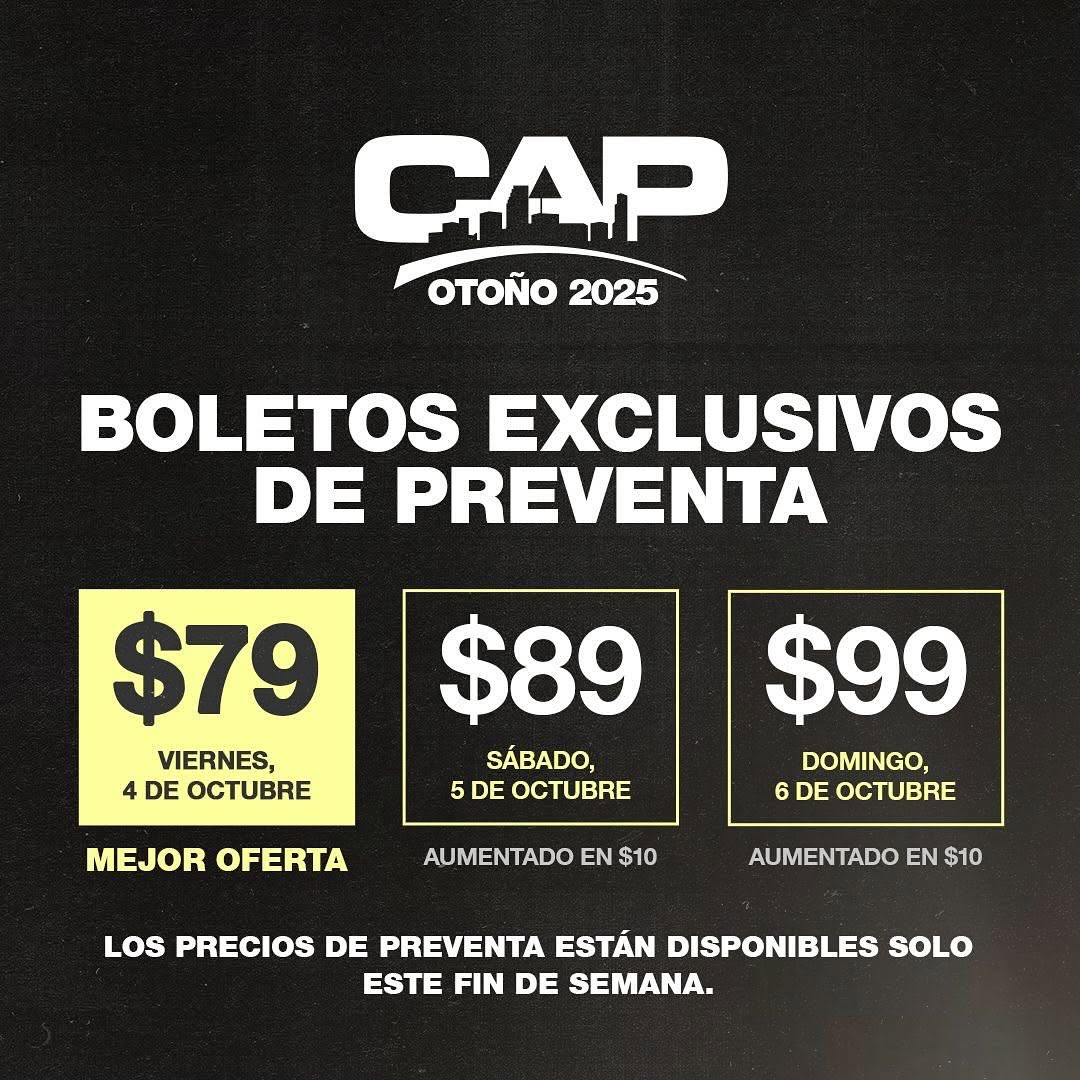 CAP
OTOÑO 2025
BOLETOS EXCLUSIVOS
DE PREVENTA
$79
VIERNES,
4 DE OCTUBRE
MEJOR OFERTA
$89
SÁBADO,
5 DE OCTUBRE
AUMENTADO EN $10
$99
DOMINGO,
6 DE OCTUBRE
AUMENTADO EN $10
LOS PRECIOS DE PREVENTA ESTÁN DISPONIBLES SOLO
ESTE FIN DE SEMANA.